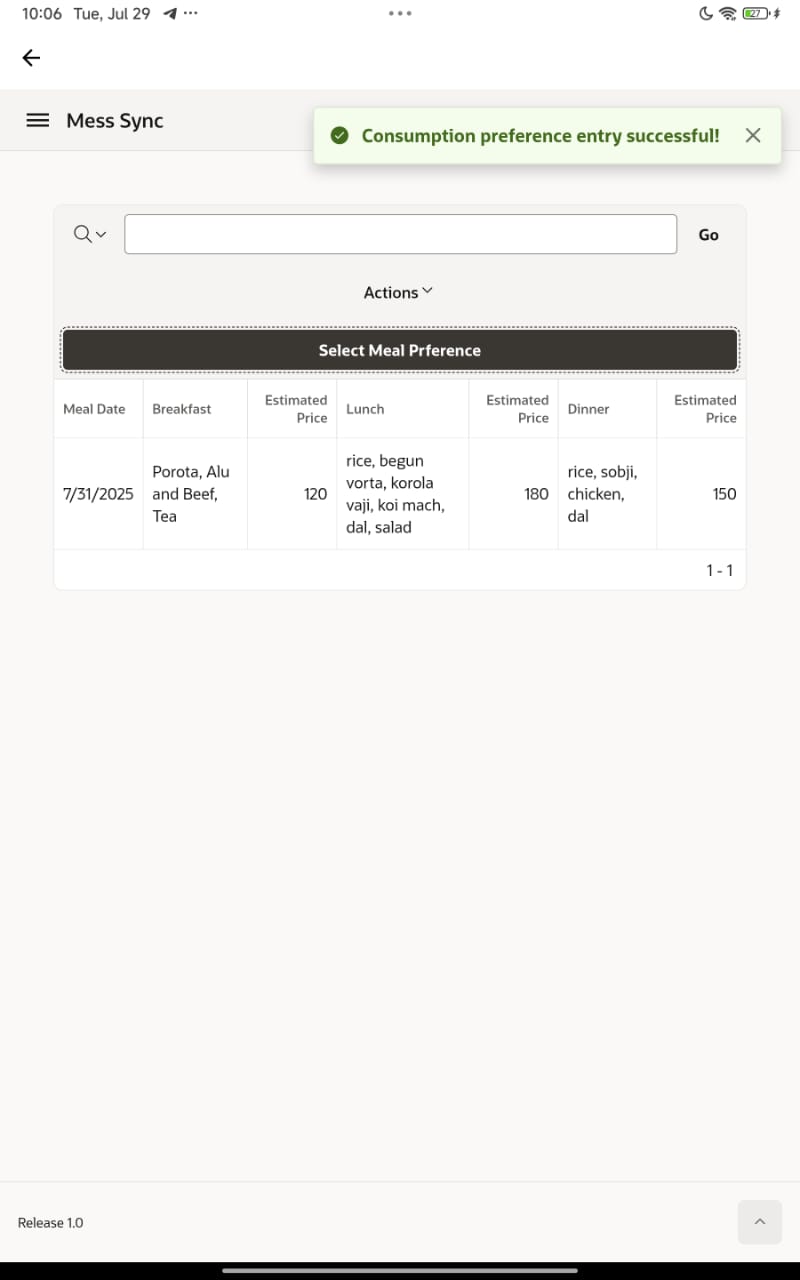 10:06 Tue, Jul 29
27
Mess Sync
Consumption preference entry successful!
Go
Actions
Select Meal Prference
Meal Date
Breakfast
Estimated
Price
Lunch
Estimated
Price
Dinner
Estimated
Price
7/31/2025
Porota, Alu
and Beef,
Tea
120
rice, begun
vorta, korola
vaji, koi mach,
dal, salad
180
rice, sobji,
chicken,
dal
150
1 - 1
Release 1.0